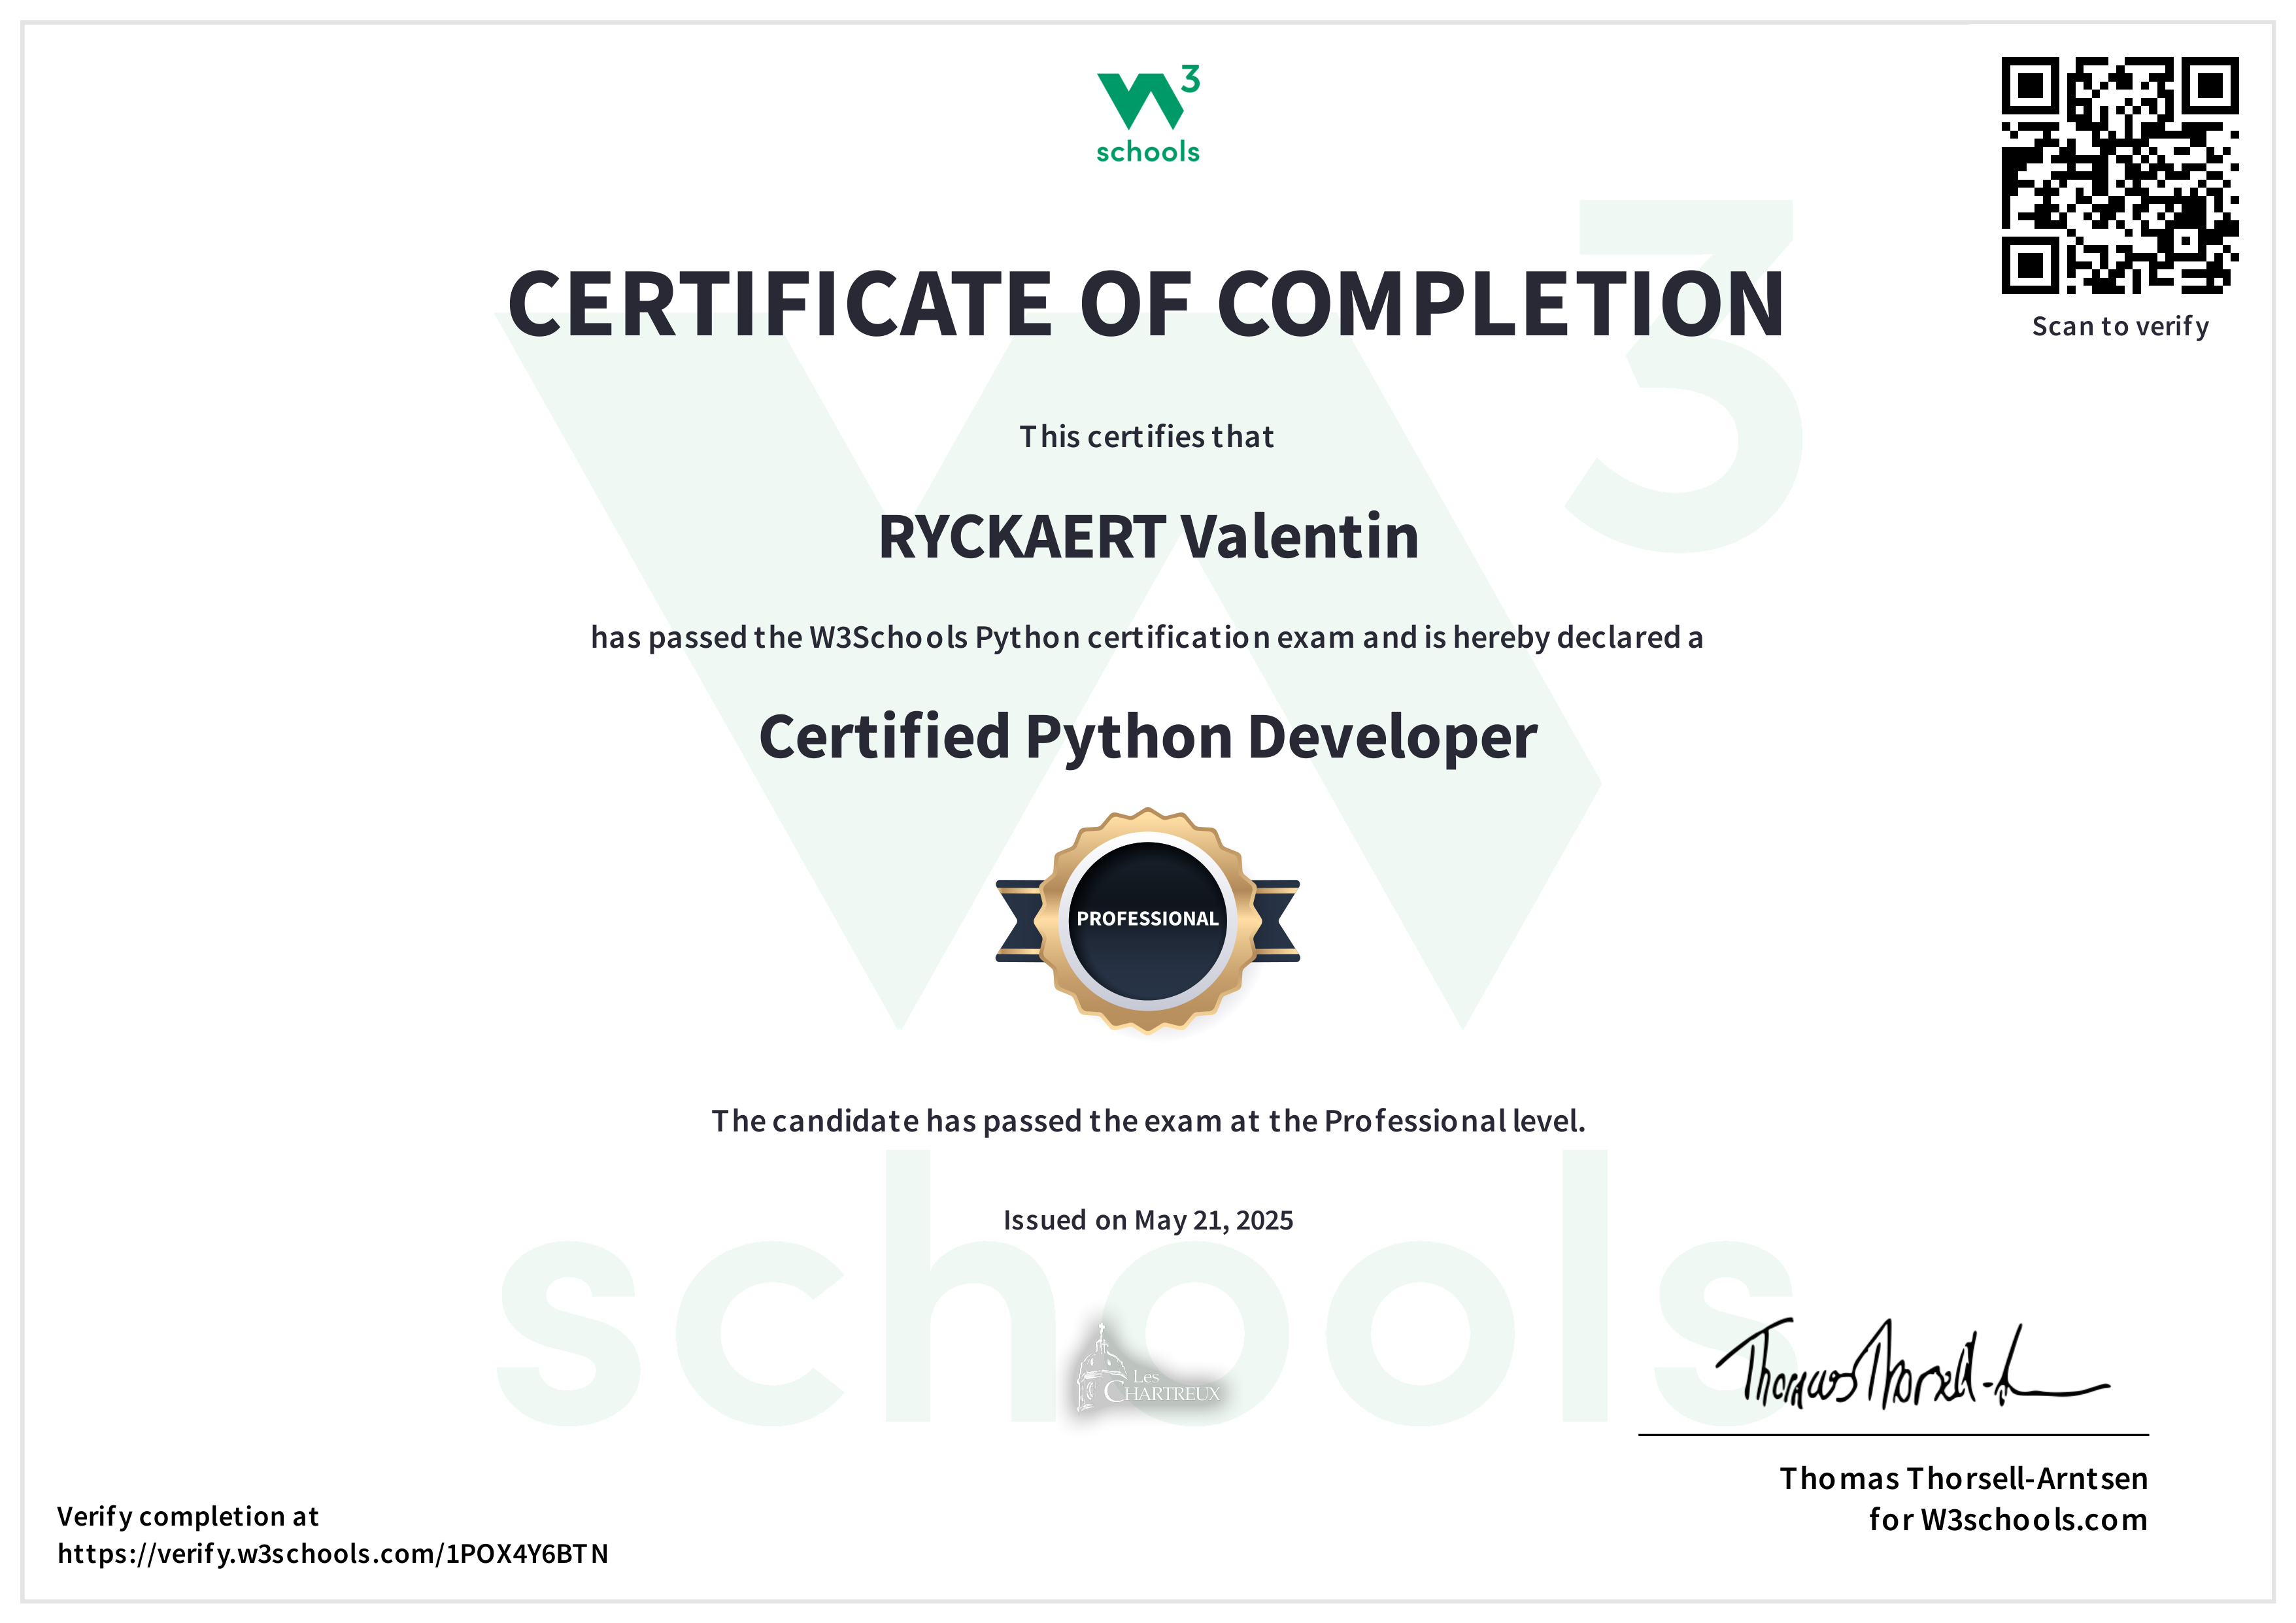 W3
schools
CERTIFICATE OF COMPLETION
Scan to verify
This certifies that
RYCKAERT Valentin
has passed the W3Schools Python certification exam and is hereby declared a
Certified Python Developer
PROFESSIONAL
The candidate has passed the exam at the Professional level.
Issued on May 21, 2025
Les
CHARTREUX
Thomas Thorsell-A
Thomas Thorsell-Arntsen
for W3schools.com
Verify completion at
https://verify.w3schools.com/1POX4Y6BTN